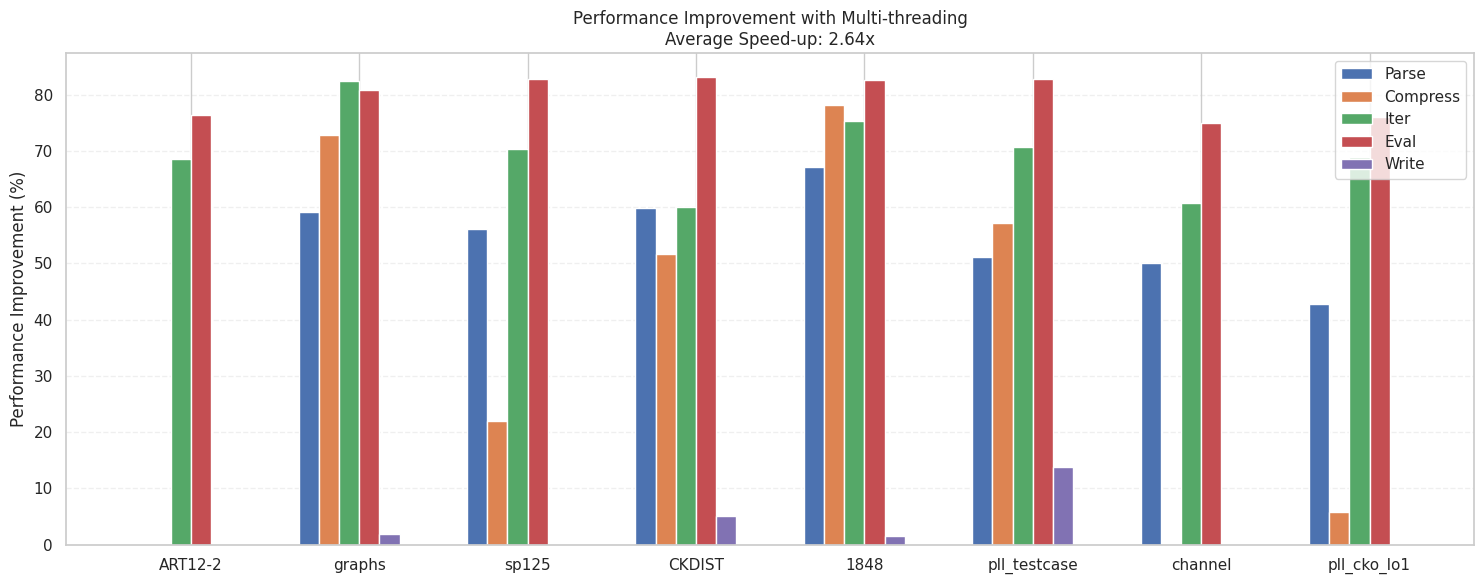 Performance Improvement with Multi-threading
Average Speed-up: 2.64x
Performance Improvement (%)
80
70
60
50
40
30
20
10
0
Parse
Compress
Iter
Eval
Write
ART12-2
graphs
sp125
CKDIST
1848
pll_testcase
channel
pll_cko_lo1